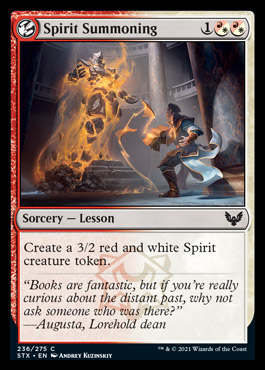 Spirit Summoning 1
Sorcery — Lesson
Create a 3/2 red and white Spirit
creature token.
“Books are fantastic, but if you’re really
curious about the distant past, why not
ask someone who was there?”
—Augusta, Lorehold dean
236/275 C
STX • EN Andrey Kuzinskiy
™ & © 2021 Wizards of the Coast